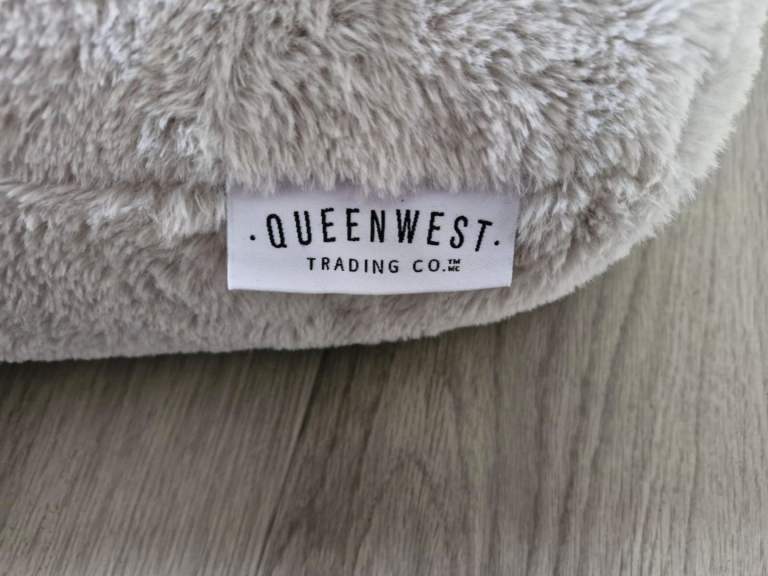 · QUEENWEST ·
TRADING CO.™ MC